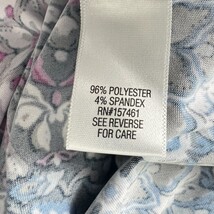 96% POLYESTER
4% SPANDEX
RN#157461
SEE REVERSE
FOR CARE